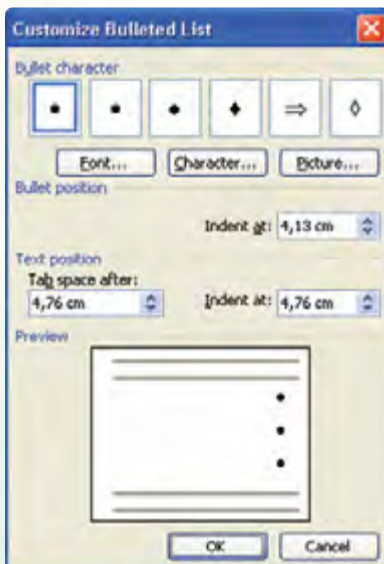 Customize Bulleted List
Bullet character
Font... Character... Picture...
Bullet position
Indent at: 4,13 cm
Text position
Tab space after:
4,76 cm Indent at: 4,76 cm
Preview
OK Cancel